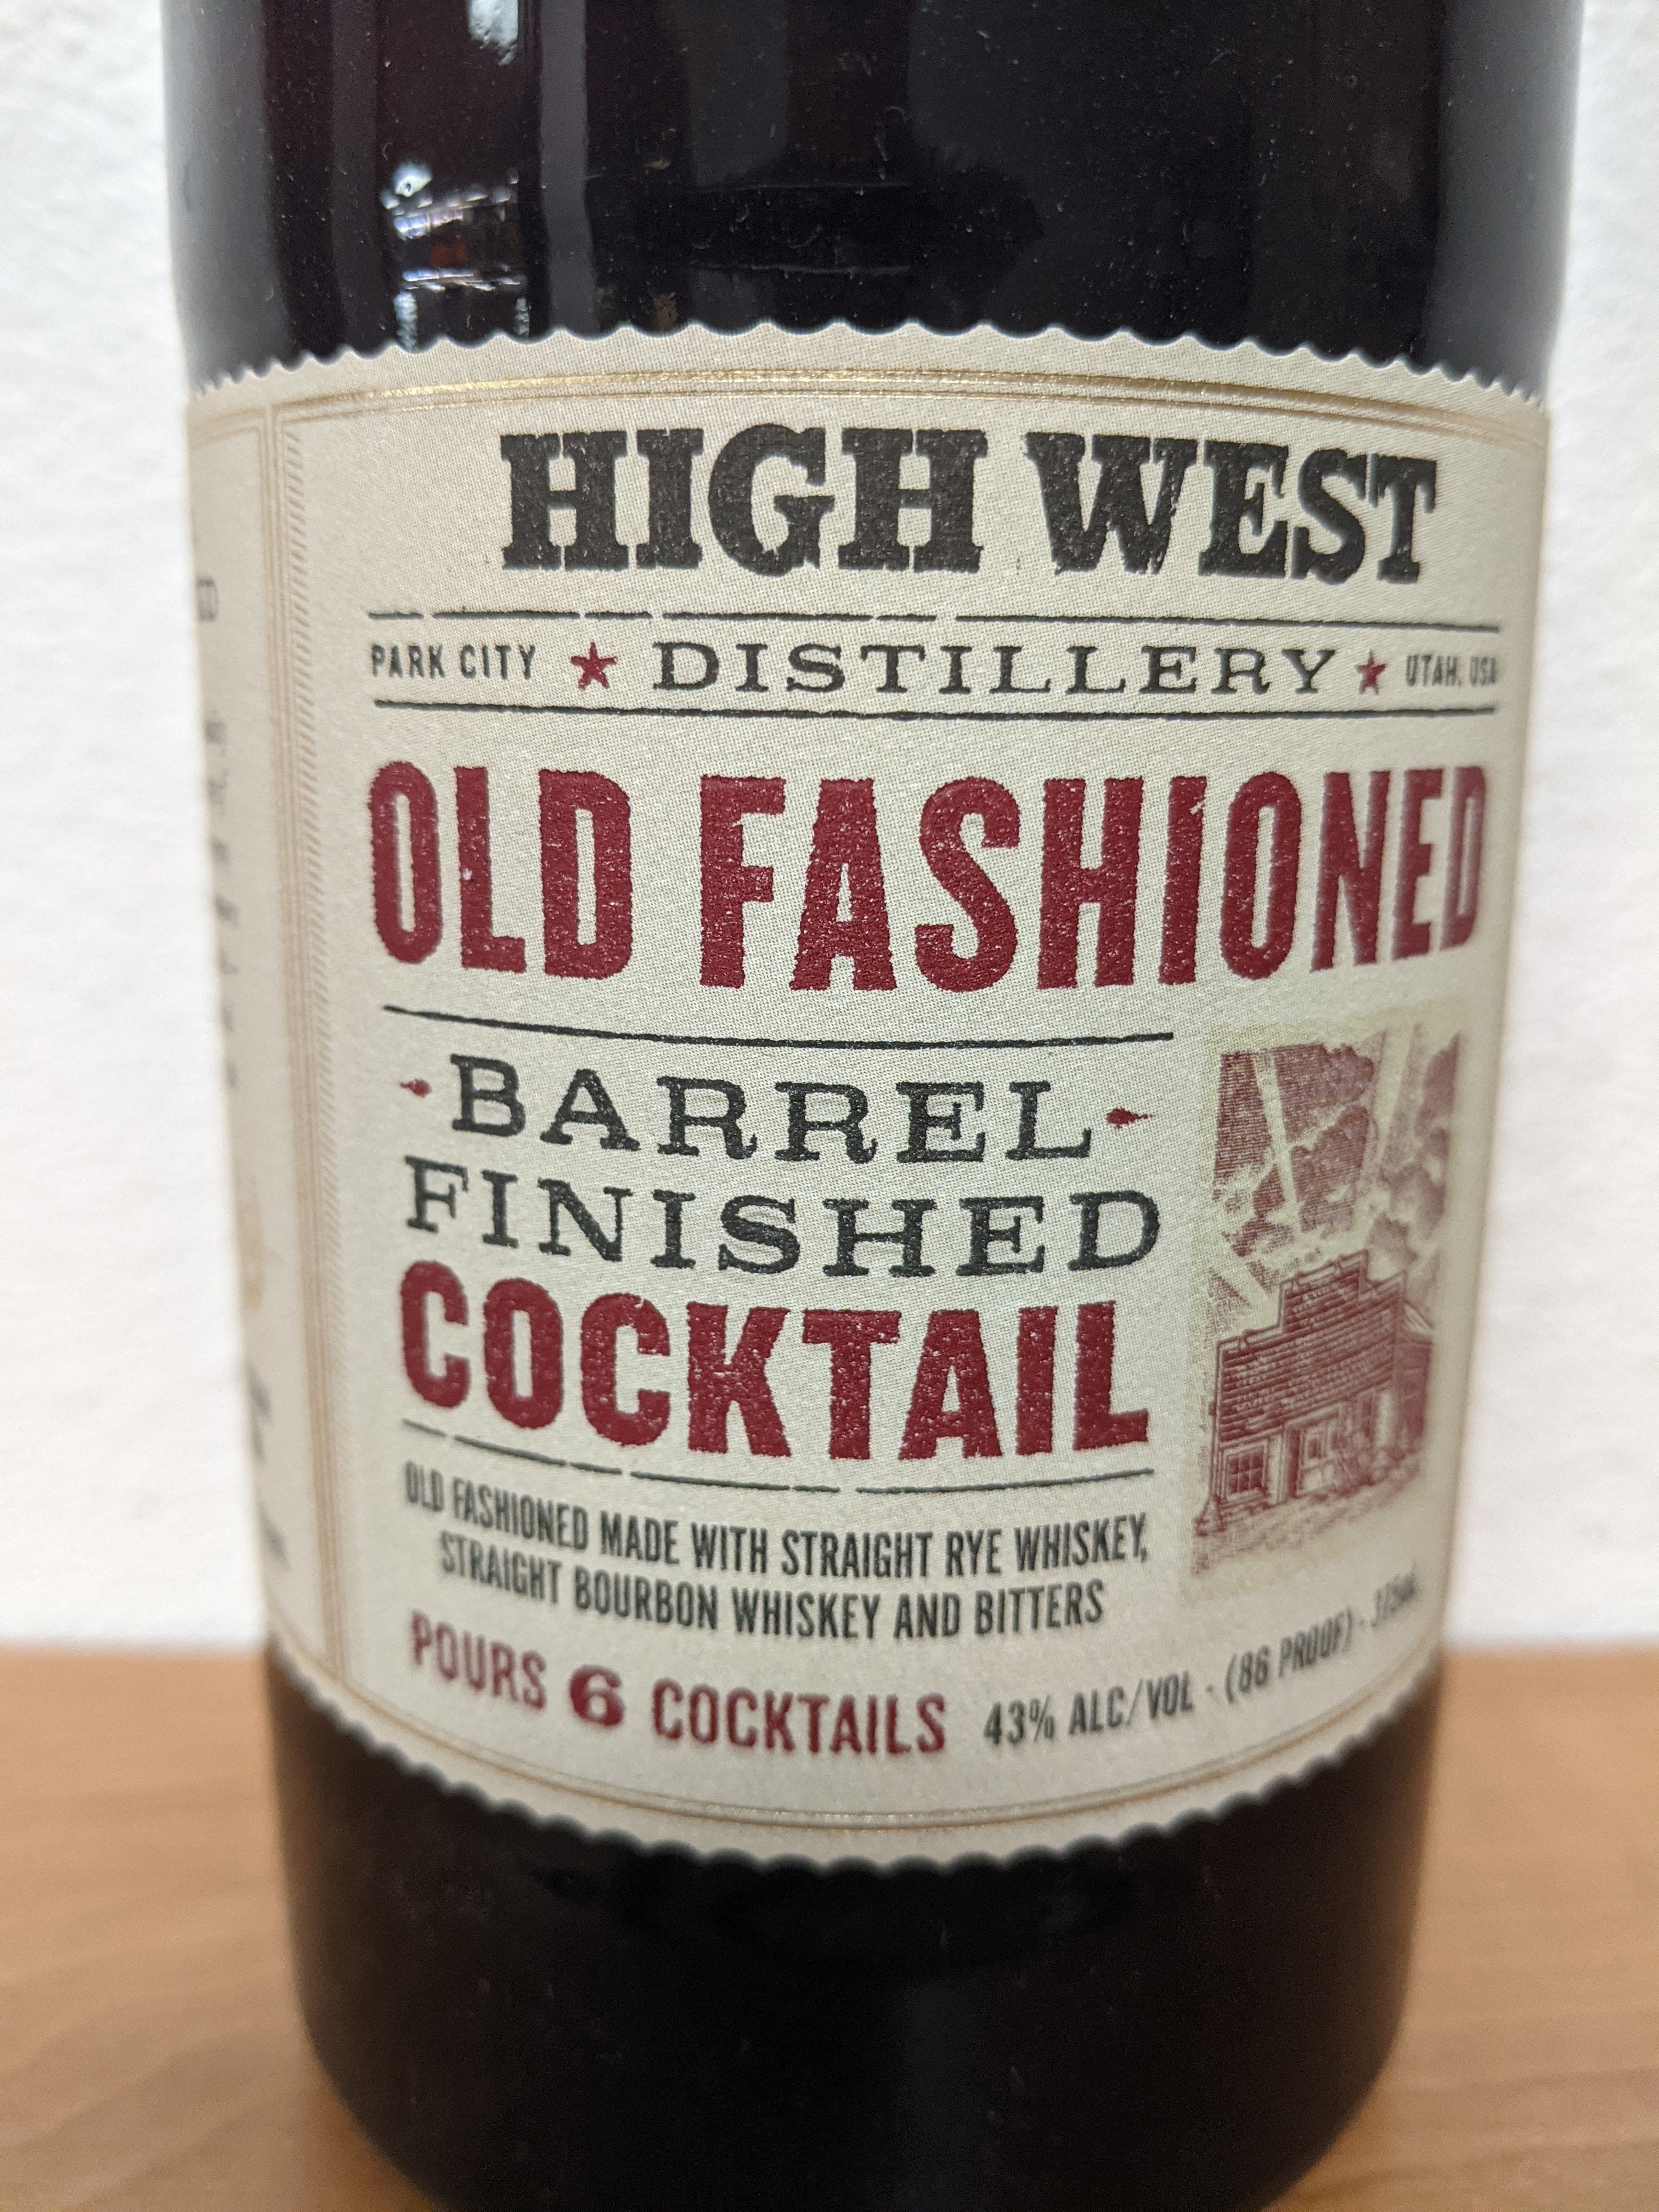 HIGH WEST
PARK CITY ★ DISTILLERY ★ UTAH, USA
OLD FASHIONED
BARREL
FINISHED
COCKTAIL
OLD FASHIONED MADE WITH STRAIGHT RYE WHISKEY,
STRAIGHT BOURBON WHISKEY AND BITTERS
POURS 6 COCKTAILS 43% ALC/VOL · (86 PROOF) · 375mL